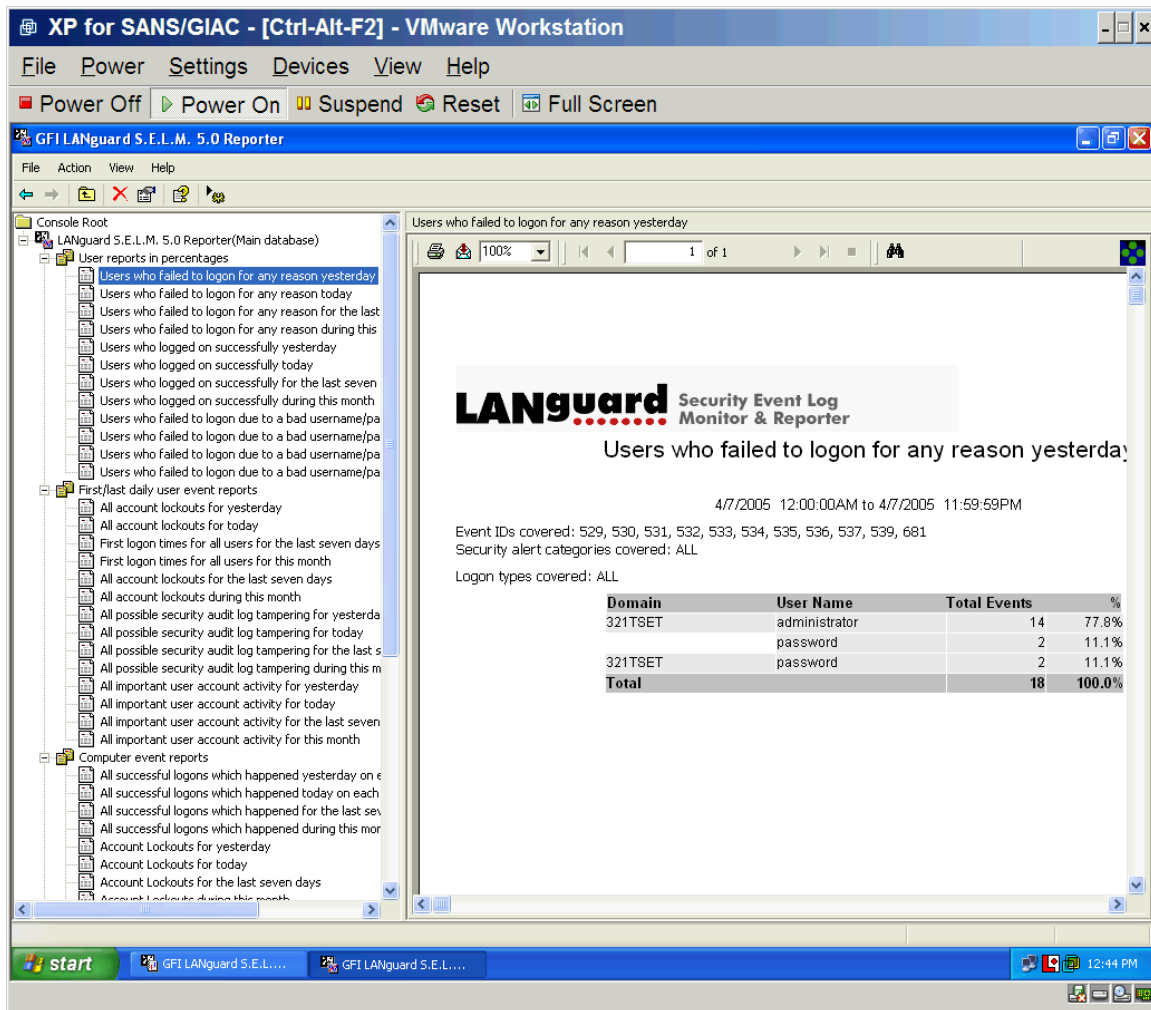 XP for SANS/GIAC - [Ctrl-Alt-F2] - VMware Workstation
File Power Settings Devices View Help
Power Off Power On Suspend Reset Full Screen
GFI LANguard S.E.L.M. 5.0 Reporter
File Action View Help
Console Root
LANguard S.E.L.M. 5.0 Reporter(Main database)
User reports in percentages
Users who failed to logon for any reason yesterday
Users who failed to logon for any reason today
Users who failed to logon for any reason for the last
Users who failed to logon for any reason during this
Users who logged on successfully yesterday
Users who logged on successfully today
Users who logged on successfully for the last seven
Users who logged on successfully during this month
Users who failed to logon due to a bad username/pa
Users who failed to logon due to a bad username/pa
Users who failed to logon due to a bad username/pa
Users who failed to logon due to a bad username/pa
First/last daily user event reports
All account lockouts for yesterday
All account lockouts for today
First logon times for all users for the last seven days
First logon times for all users for this month
All account lockouts for the last seven days
All account lockouts during this month
All possible security audit log tampering for yesterda
All possible security audit log tampering for today
All possible security audit log tampering for the last s
All possible security audit log tampering during this m
All important user account activity for yesterday
All important user account activity for today
All important user account activity for the last seven
All important user account activity for this month
Computer event reports
All successful logons which happened yesterday on e
All successful logons which happened today on each
All successful logons which happened for the last sev
All successful logons which happened during this mor
Account Lockouts for yesterday
Account Lockouts for today
Account Lockouts for the last seven days
Account Lockouts during this month
Users who failed to logon for any reason yesterday
100% 1 of 1
LANguard Security Event Log
Monitor & Reporter
Users who failed to logon for any reason yesterday
4/7/2005 12:00:00AM to 4/7/2005 11:59:59PM
Event IDs covered: 529, 530, 531, 532, 533, 534, 535, 536, 537, 539, 681
Security alert categories covered: ALL
Logon types covered: ALL
Domain User Name Total Events %
321TSET administrator 14 77.8%
password 2 11.1%
321TSET password 2 11.1%
Total 18 100.0%
start GFI LANguard S.E.L.... GFI LANguard S.E.L.... 12:44 PM